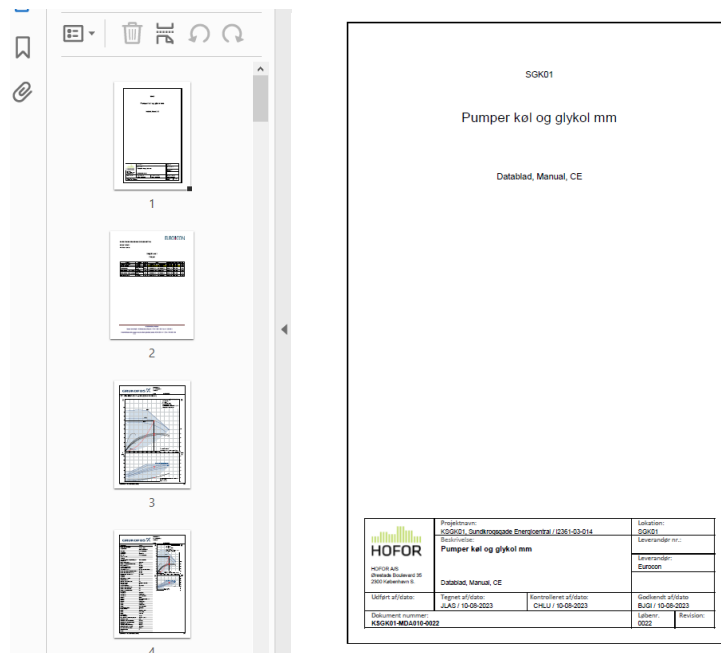 1
2
3
4
SGK01
Pumper køl og glykol mm
Datablad, Manual, CE
HOFOR
HOFOR A/S
Ørestads Boulevard 35
2300 København S
Projektnavn:
KSGK01, Sundkrogsgade Energicentral / I2361-03-014
Beskrivelse:
Pumper køl og glykol mm
Datablad, Manual, CE
Lokation:
SGK01
Leverandør nr.:
Leverandør:
Eurocon
Udført af/dato:
Tegnet af/dato:
JLAS / 10-08-2023
Kontrolleret af/dato:
CHLU / 10-08-2023
Godkendt af/dato
BJGI / 10-08-2023
Dokument nummer:
KSGK01-MDA010-0022
Løbenr.
0022
Revision: